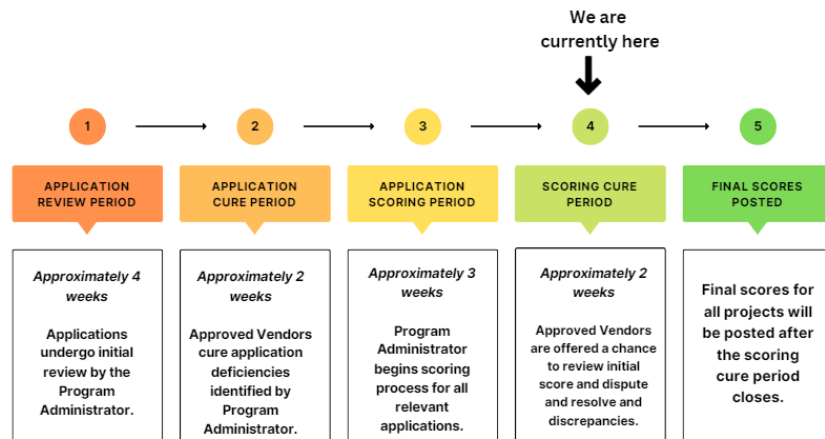 We are
currently here
1
2
3
4
5
APPLICATION
REVIEW PERIOD
APPLICATION
CURE PERIOD
APPLICATION
SCORING PERIOD
SCORING CURE
PERIOD
FINAL SCORES
POSTED
Approximately 4
weeks
Applications
undergo initial
review by the
Program
Administrator.
Approximately 2
weeks
Approved Vendors
cure application
deficiencies
identified by
Program
Administrator.
Approximately 3
weeks
Program
Administrator
begins scoring
process for all
relevant
applications.
Approximately 2
weeks
Approved Vendors
are offered a chance
to review initial
score and dispute
and resolve and
discrepancies.
Final scores for
all projects will
be posted after
the scoring
cure period
closes.